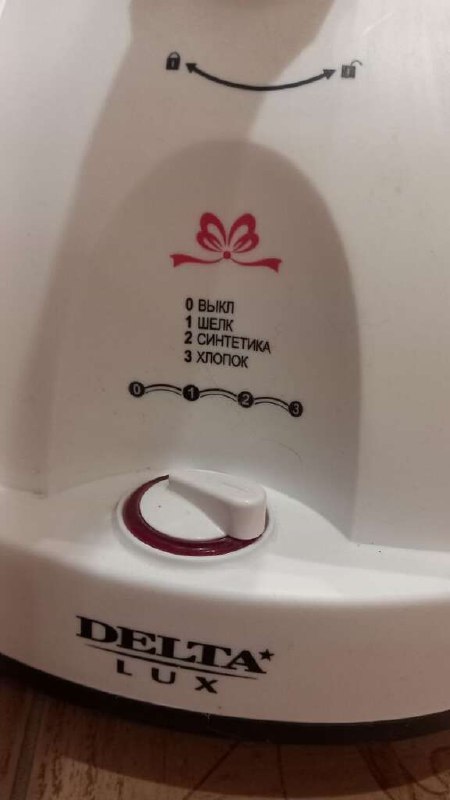 0 ВЫКЛ
1 ШЕЛК
2 СИНТЕТИКА
3 ХЛОПОК
0 1 2 3
DELTA
LUX